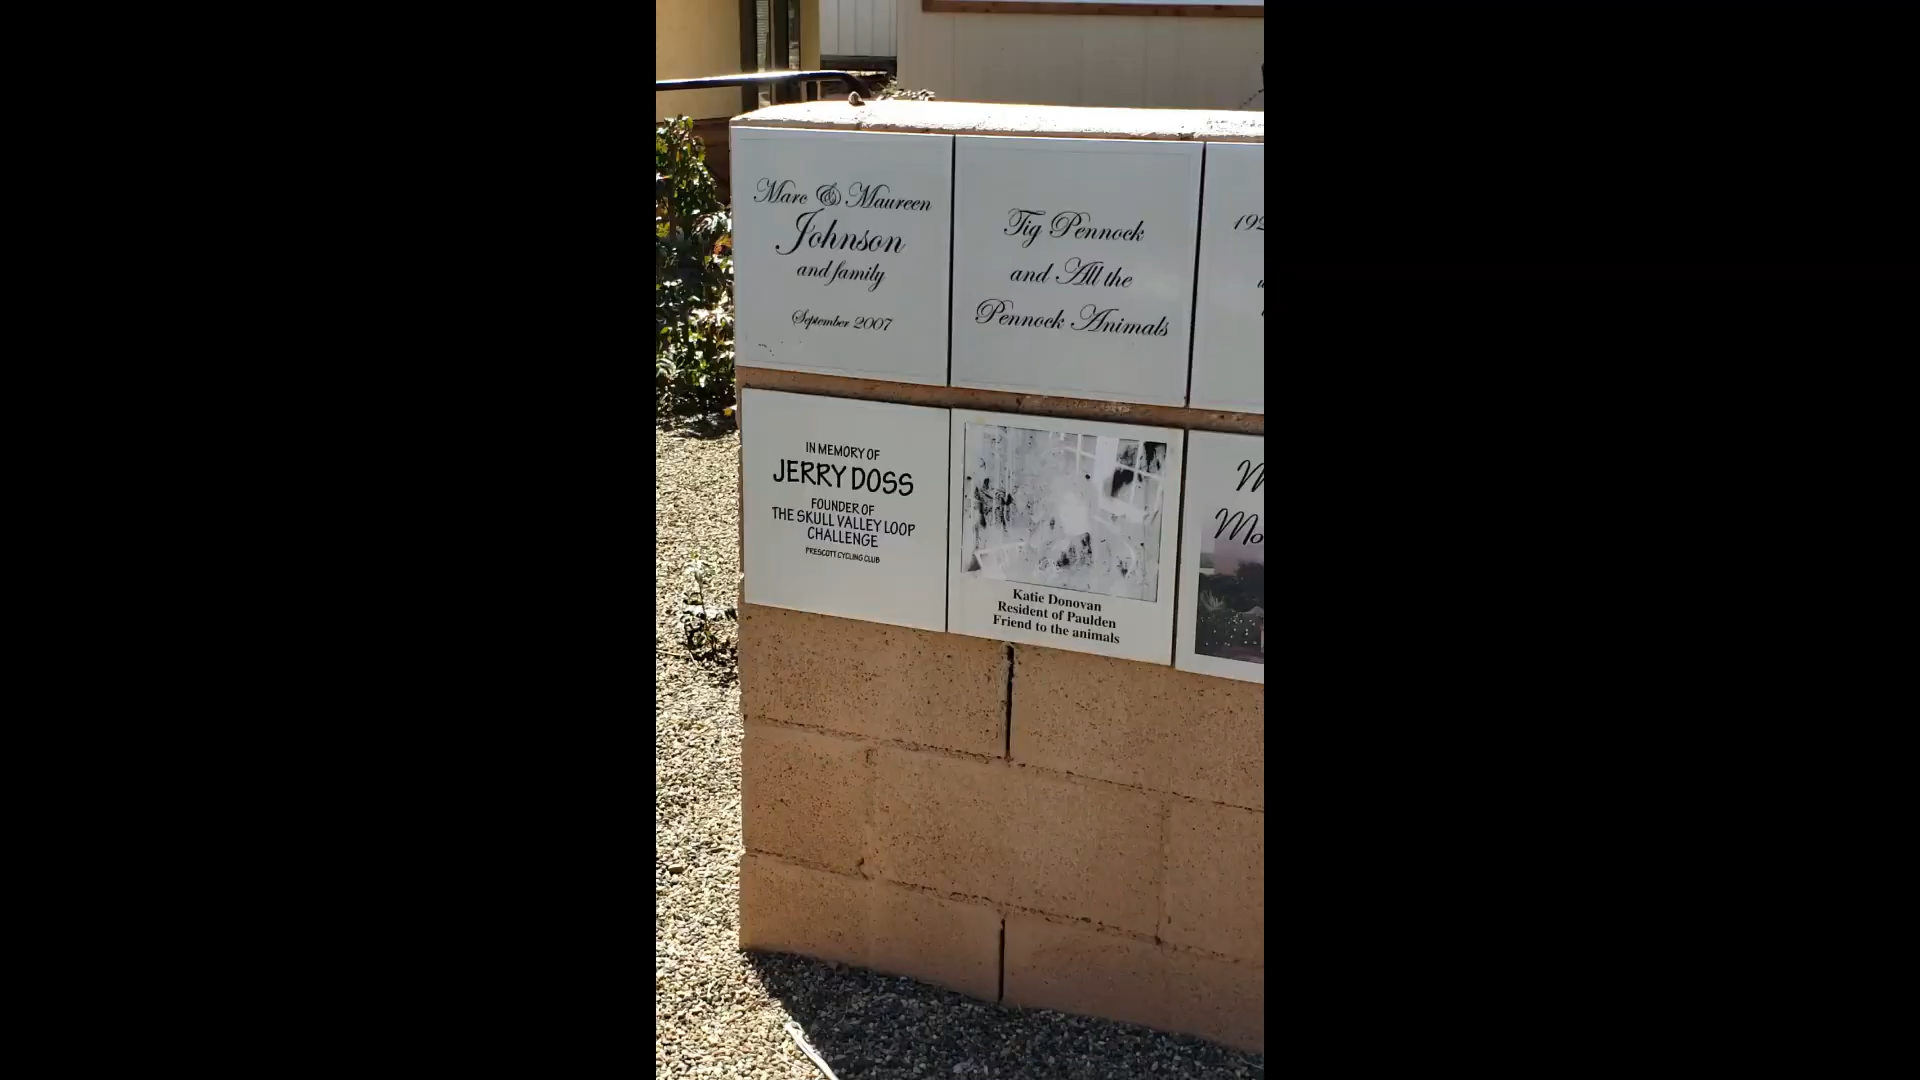 Marc & Maureen
Johnson
and family
September 2007
Tig Pennock
and All the
Pennock Animals
192
IN MEMORY OF
JERRY DOSS
FOUNDER OF
THE SKULL VALLEY LOOP
CHALLENGE
PRESCOTT CYCLING CLUB
Katie Donovan
Resident of Paulden
Friend to the animals
M
Mo